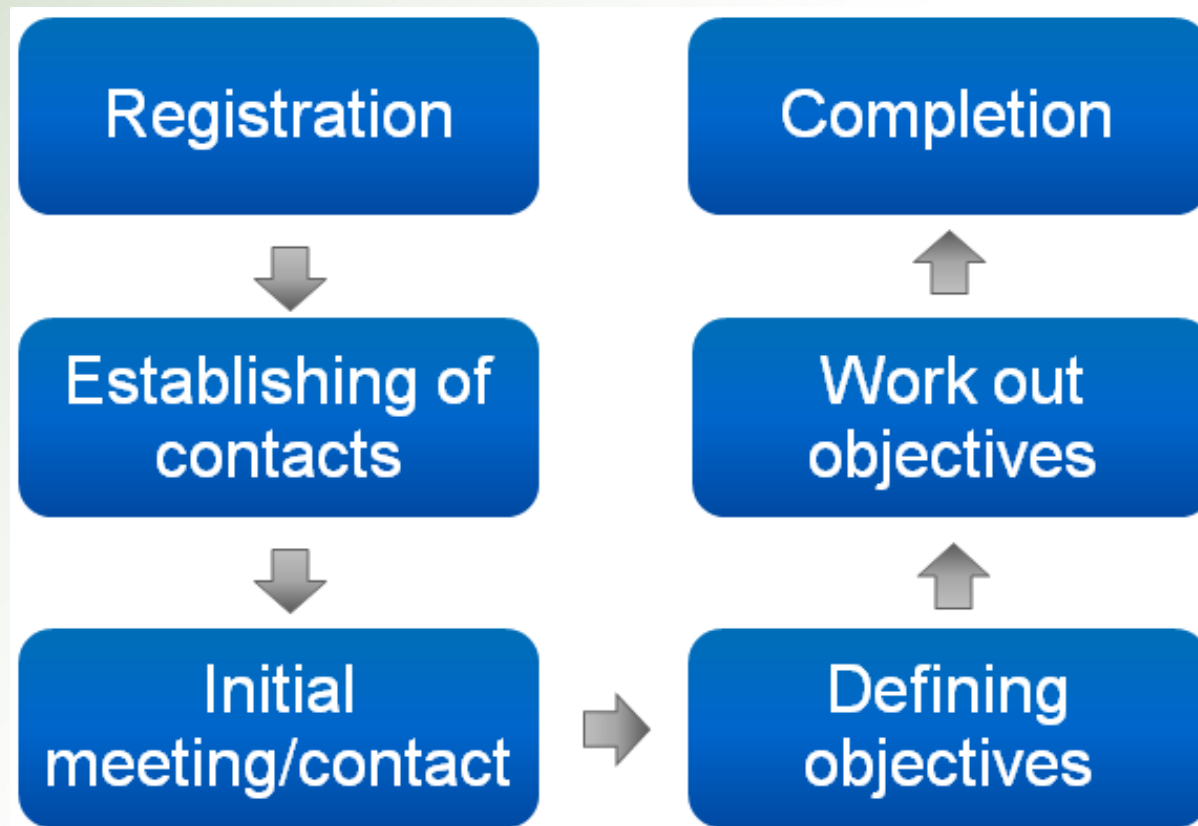 Registration
Establishing of
contacts
Initial
meeting/contact
Defining
objectives
Work out
objectives
Completion